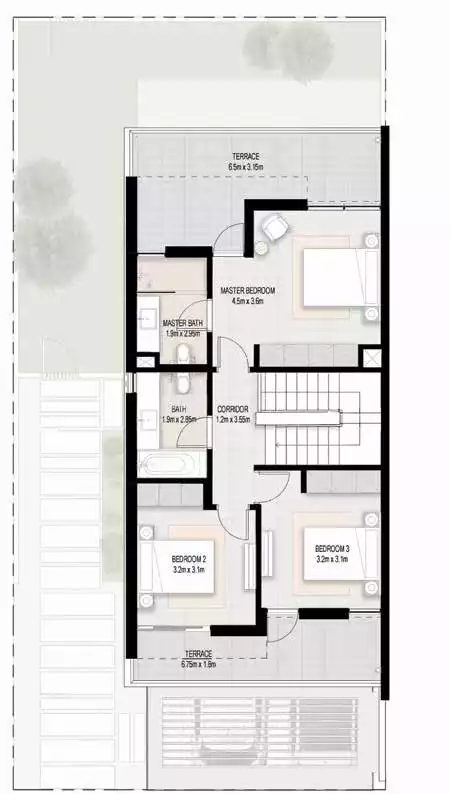 TERRACE
6.5m x 3.15m
MASTER BEDROOM
4.5m x 3.6m
MASTER BATH
1.9m x 2.95m
BATH
1.9m x 2.85m
CORRIDOR
1.2m x 3.55m
BEDROOM 2
3.2m x 3.1m
BEDROOM 3
3.2m x 3.1m
TERRACE
6.75m x 1.8m